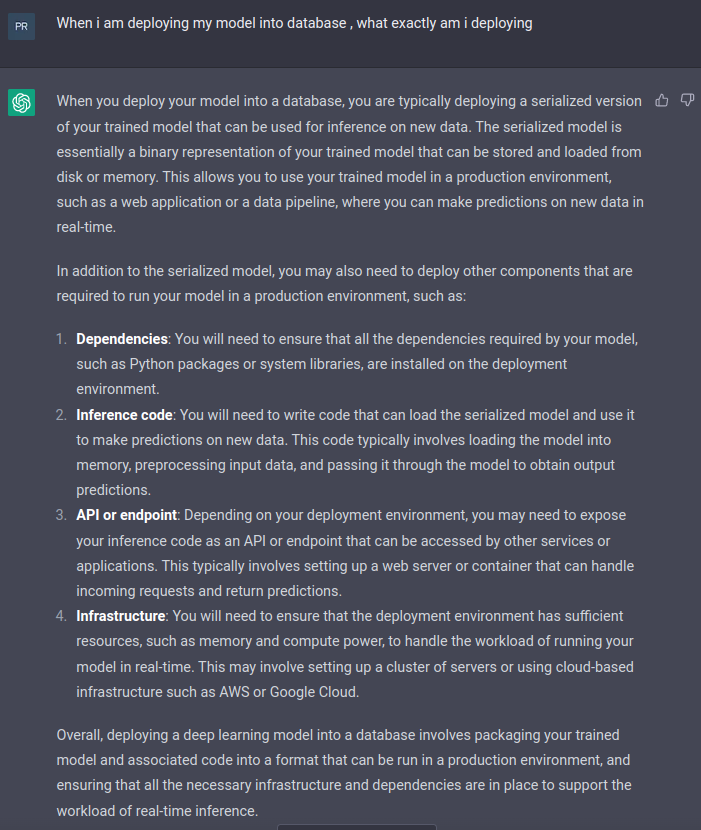 PR
When i am deploying my model into database , what exactly am i deploying
When you deploy your model into a database, you are typically deploying a serialized version
of your trained model that can be used for inference on new data. The serialized model is
essentially a binary representation of your trained model that can be stored and loaded from
disk or memory. This allows you to use your trained model in a production environment,
such as a web application or a data pipeline, where you can make predictions on new data in
real-time.
In addition to the serialized model, you may also need to deploy other components that are
required to run your model in a production environment, such as:
1. Dependencies: You will need to ensure that all the dependencies required by your model,
such as Python packages or system libraries, are installed on the deployment
environment.
2. Inference code: You will need to write code that can load the serialized model and use it
to make predictions on new data. This code typically involves loading the model into
memory, preprocessing input data, and passing it through the model to obtain output
predictions.
3. API or endpoint: Depending on your deployment environment, you may need to expose
your inference code as an API or endpoint that can be accessed by other services or
applications. This typically involves setting up a web server or container that can handle
incoming requests and return predictions.
4. Infrastructure: You will need to ensure that the deployment environment has sufficient
resources, such as memory and compute power, to handle the workload of running your
model in real-time. This may involve setting up a cluster of servers or using cloud-based
infrastructure such as AWS or Google Cloud.
Overall, deploying a deep learning model into a database involves packaging your trained
model and associated code into a format that can be run in a production environment, and
ensuring that all the necessary infrastructure and dependencies are in place to support the
workload of real-time inference.